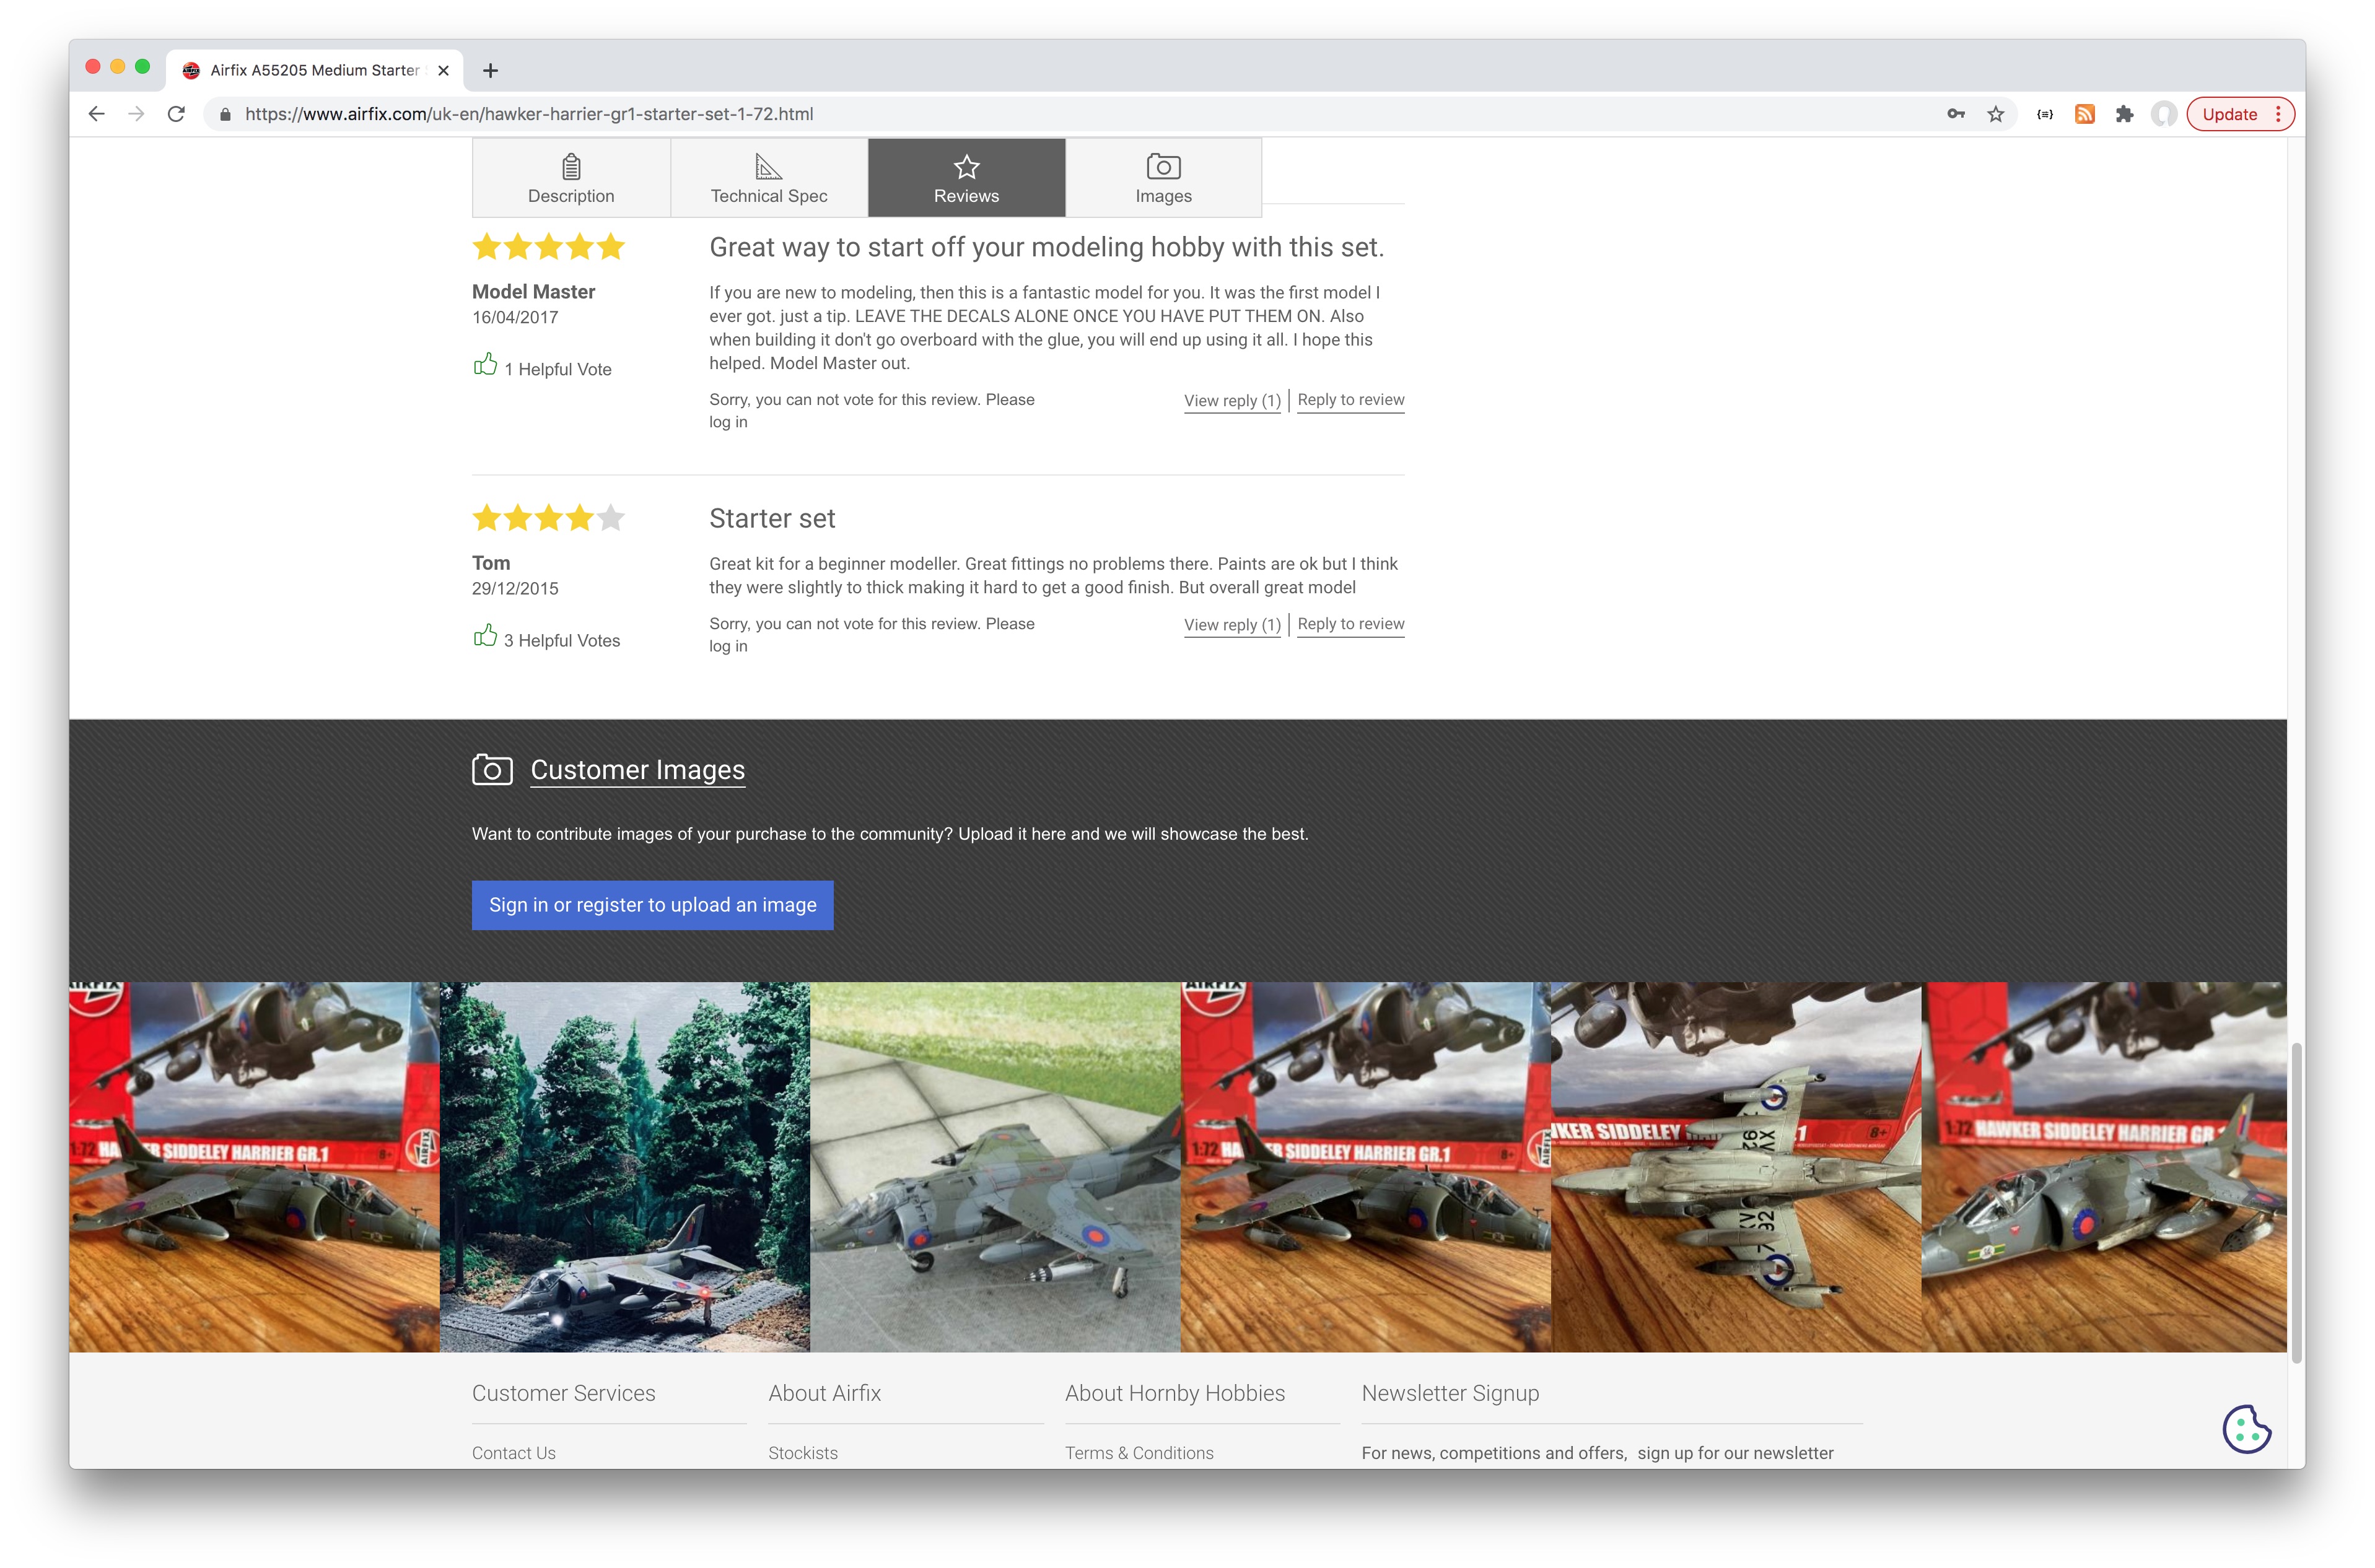 Airfix A55205 Medium Starter
https://www.airfix.com/uk-en/hawker-harrier-gr1-starter-set-1-72.html
Update
Description
Technical Spec
Reviews
Images
Great way to start off your modeling hobby with this set.
Model Master
16/04/2017
1 Helpful Vote
If you are new to modeling, then this is a fantastic model for you. It was the first model I
ever got. just a tip. LEAVE THE DECALS ALONE ONCE YOU HAVE PUT THEM ON. Also
when building it don't go overboard with the glue, you will end up using it all. I hope this
helped. Model Master out.
Sorry, you can not vote for this review. Please
log in
View reply (1)
Reply to review
Starter set
Tom
29/12/2015
3 Helpful Votes
Great kit for a beginner modeller. Great fittings no problems there. Paints are ok but I think
they were slightly to thick making it hard to get a good finish. But overall great model
Sorry, you can not vote for this review. Please
log in
View reply (1)
Reply to review
Customer Images
Want to contribute images of your purchase to the community? Upload it here and we will showcase the best.
Sign in or register to upload an image
AIRFIX
1:72 HA R SIDDELEY HARRIER GR.1 8+
AIRFIX
AIRFIX
1:72 HA R SIDDELEY HARRIER GR.1 8+
AIRFIX
KER SIDDELEY .1 8+
1:72 HAWKER SIDDELEY HARRIER GR.
Customer Services
About Airfix
About Hornby Hobbies
Newsletter Signup
Contact Us
Stockists
Terms & Conditions
For news, competitions and offers, sign up for our newsletter